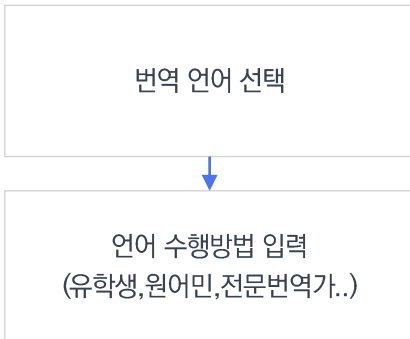 번역 언어 선택
언어 수행방법 입력
(유학생,원어민,전문번역가..)